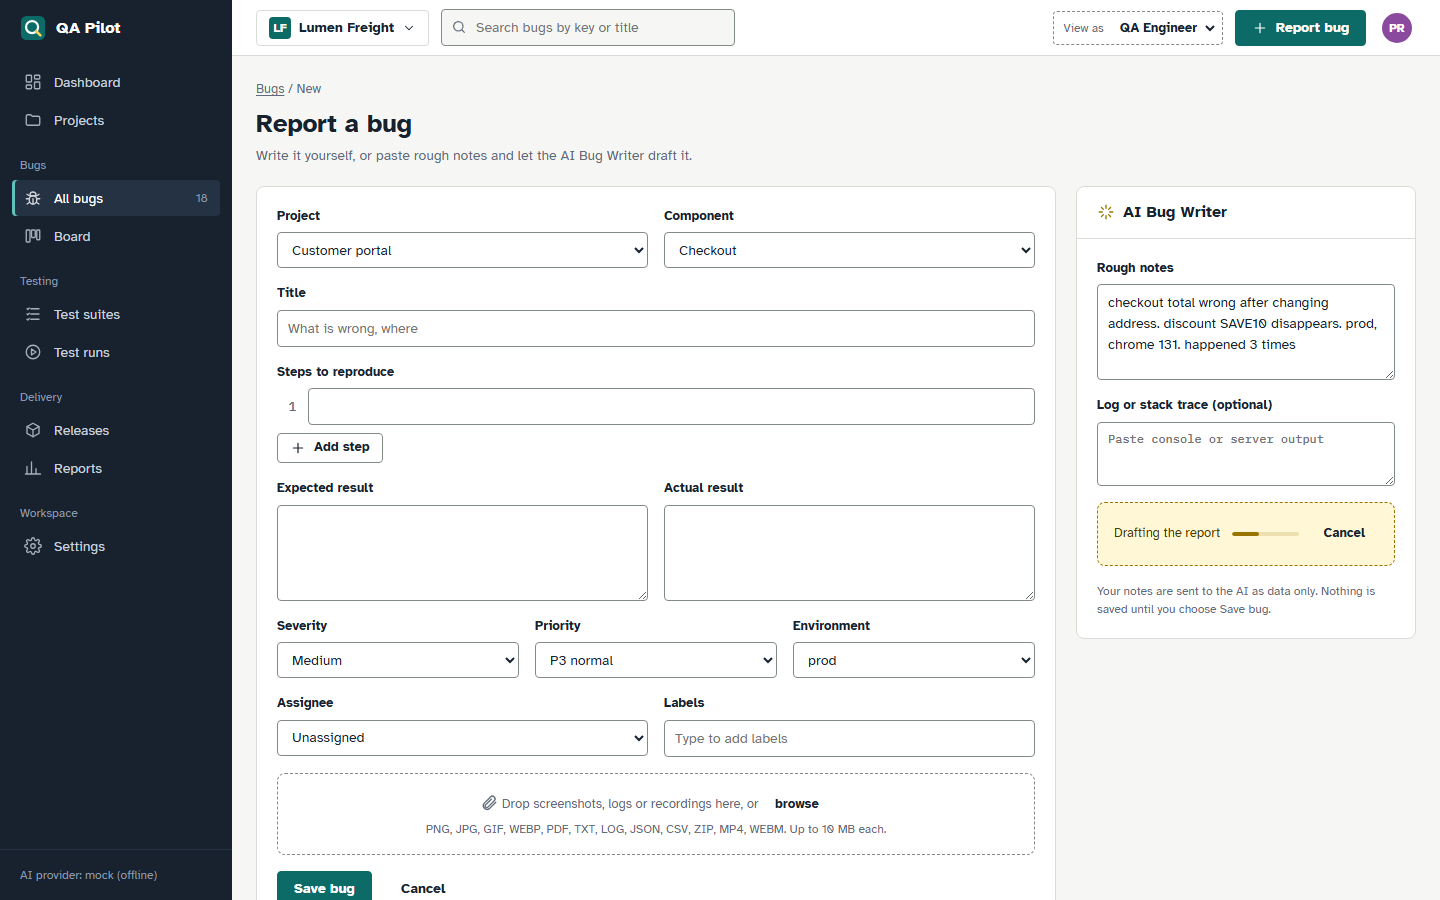 QA Pilot
Dashboard
Projects
Bugs
All bugs 18
Board
Testing
Test suites
Test runs
Delivery
Releases
Reports
Workspace
Settings
AI provider: mock (offline)
LF Lumen Freight
Search bugs by key or title
View as QA Engineer
Report bug
PR
Bugs / New
Report a bug
Write it yourself, or paste rough notes and let the AI Bug Writer draft it.
Project
Customer portal
Component
Checkout
Title
What is wrong, where
Steps to reproduce
1
Add step
Expected result
Actual result
Severity
Medium
Priority
P3 normal
Environment
prod
Assignee
Unassigned
Labels
Type to add labels
Drop screenshots, logs or recordings here, or browse
PNG, JPG, GIF, WEBP, PDF, TXT, LOG, JSON, CSV, ZIP, MP4, WEBM. Up to 10 MB each.
Save bug
Cancel
AI Bug Writer
Rough notes
checkout total wrong after changing
address. discount SAVE10 disappears. prod,
chrome 131. happened 3 times
Log or stack trace (optional)
Paste console or server output
Drafting the report
Cancel
Your notes are sent to the AI as data only. Nothing is
saved until you choose Save bug.